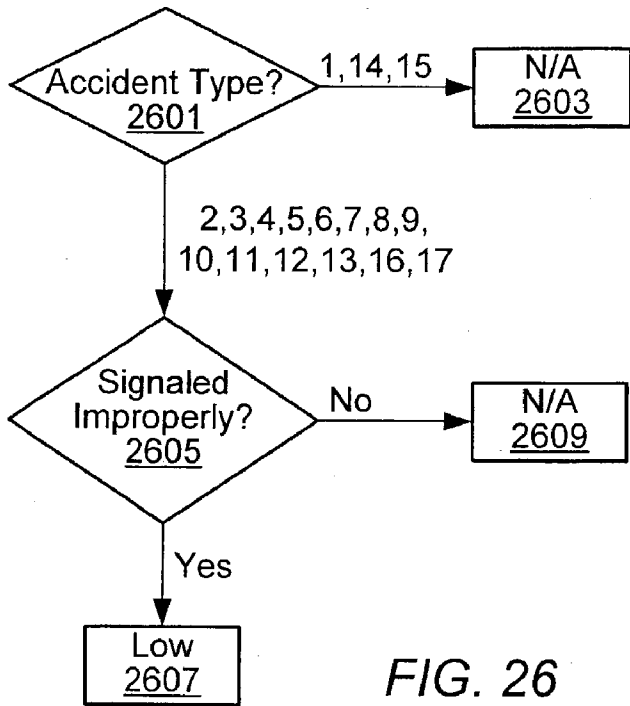 Accident Type?
2601
1,14,15
N/A
2603
2,3,4,5,6,7,8,9,
10,11,12,13,16,17
Signaled
Improperly?
2605
No
N/A
2609
Yes
Low
2607
FIG. 26